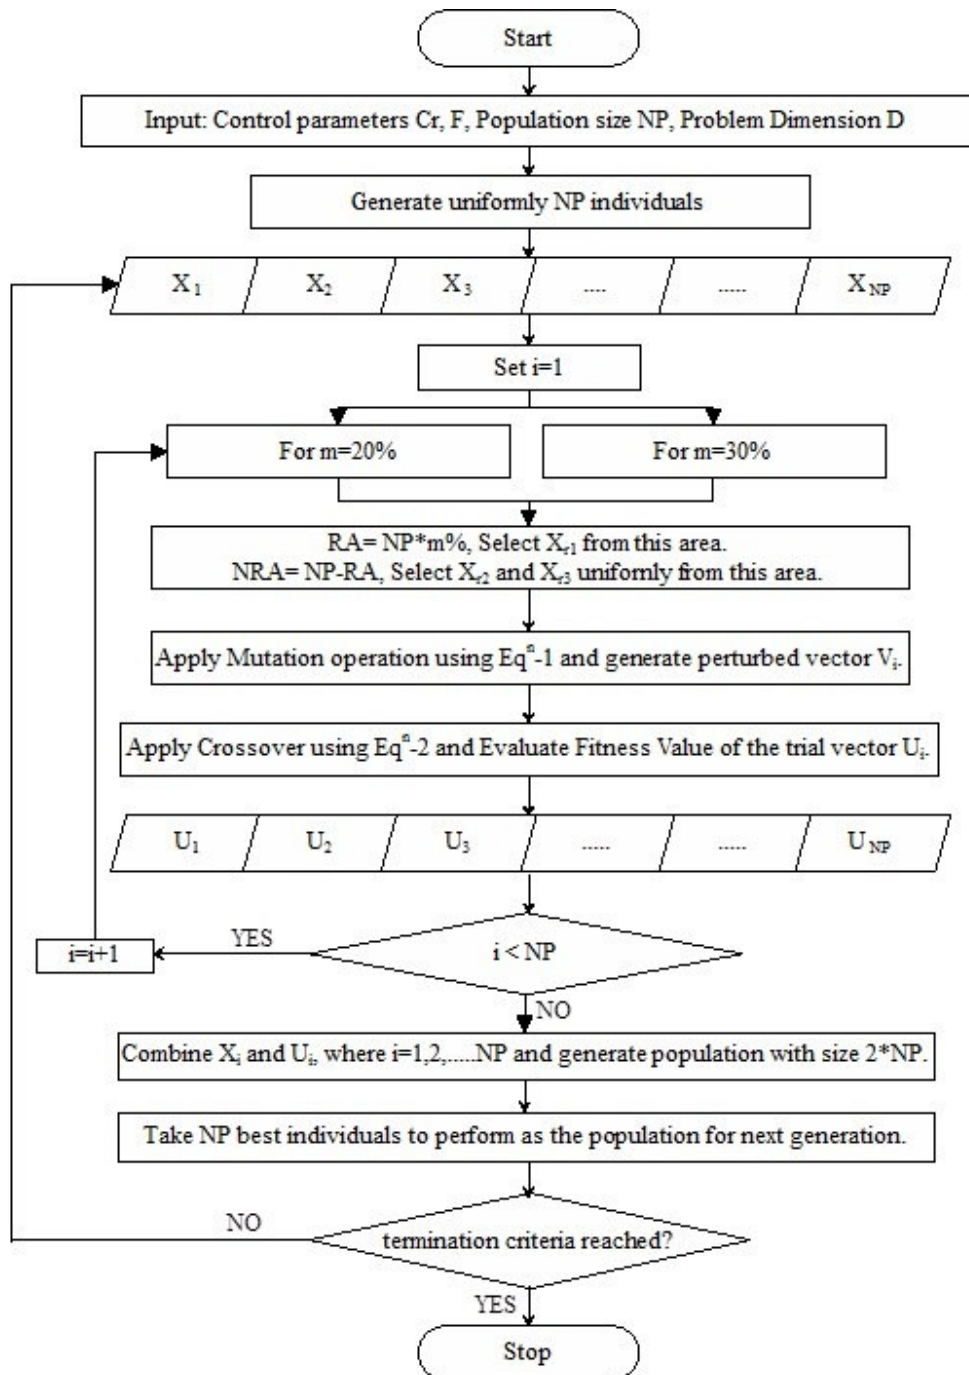 Start
Input: Control parameters Cr, F, Population size NP, Problem Dimension D
Generate uniformly NP individuals
X₁ X₂ X₃ .... ..... X_NP
Set i=1
For m=20% For m=30%
RA= NP*m%, Select X_r1 from this area.
NRA= NP-RA, Select X_r2 and X_r3 uniformly from this area.
Apply Mutation operation using Eqⁿ-1 and generate perturbed vector Vᵢ.
Apply Crossover using Eqⁿ-2 and Evaluate Fitness Value of the trial vector Uᵢ.
U₁ U₂ U₃ ..... ..... U_NP
YES
i=i+1 i < NP
NO
Combine Xᵢ and Uᵢ, where i=1,2,.....NP and generate population with size 2*NP.
Take NP best individuals to perform as the population for next generation.
NO
termination criteria reached?
YES
Stop